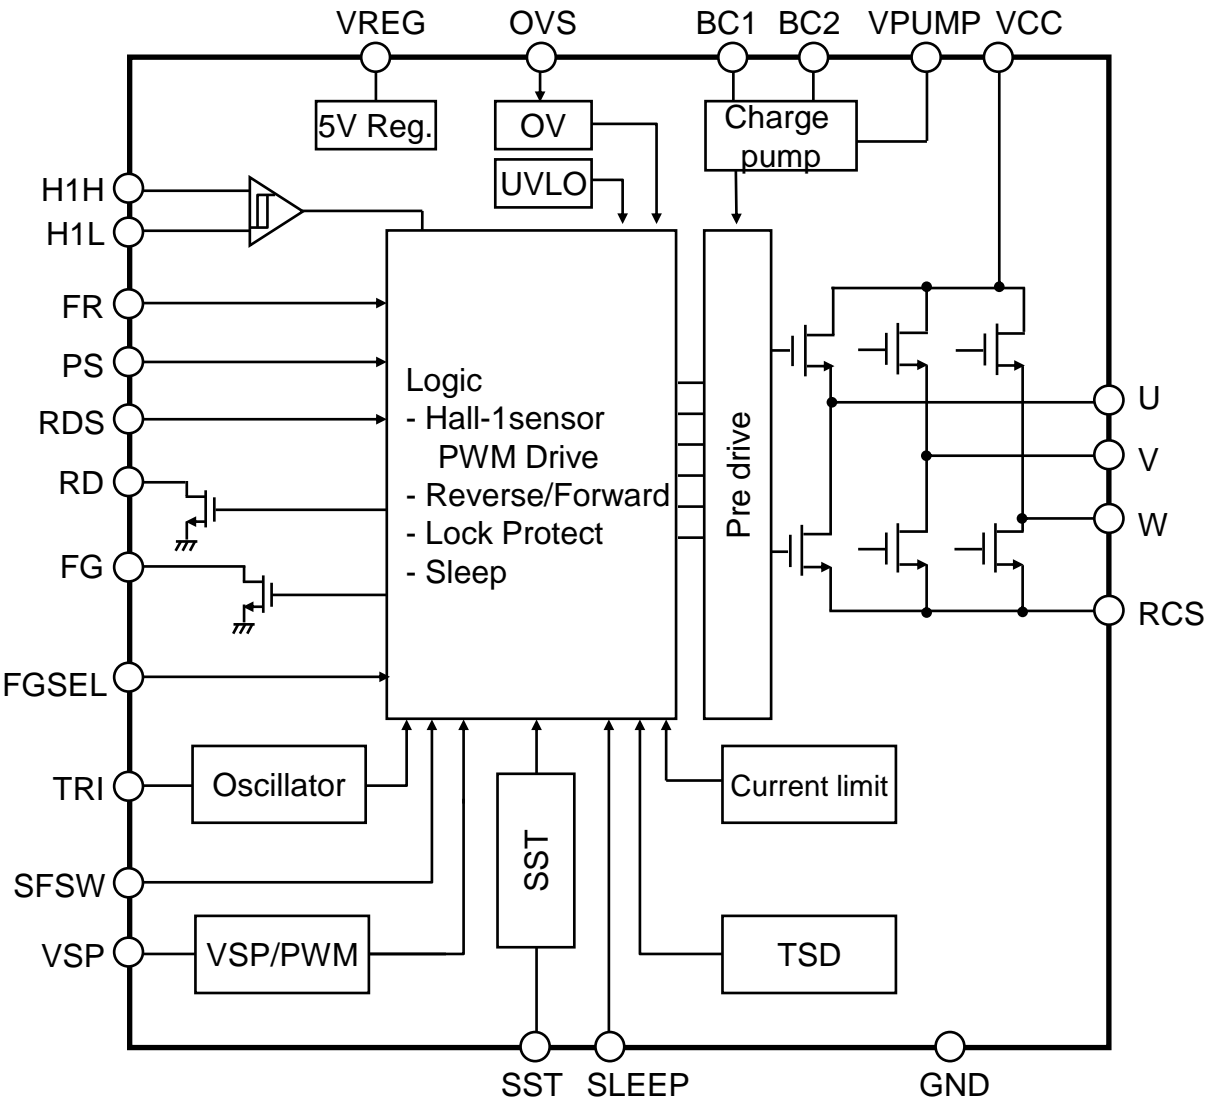 VREG
OVS
BC1
BC2
VPUMP
VCC
5V Reg.
OV
Charge
pump
UVLO
H1H
H1L
FR
PS
RDS
RD
FG
FGSEL
TRI
SFSW
VSP
Logic
- Hall-1sensor
PWM Drive
- Reverse/Forward
- Lock Protect
- Sleep
Pre drive
U
V
W
RCS
Oscillator
SST
Current limit
VSP/PWM
TSD
SST
SLEEP
GND